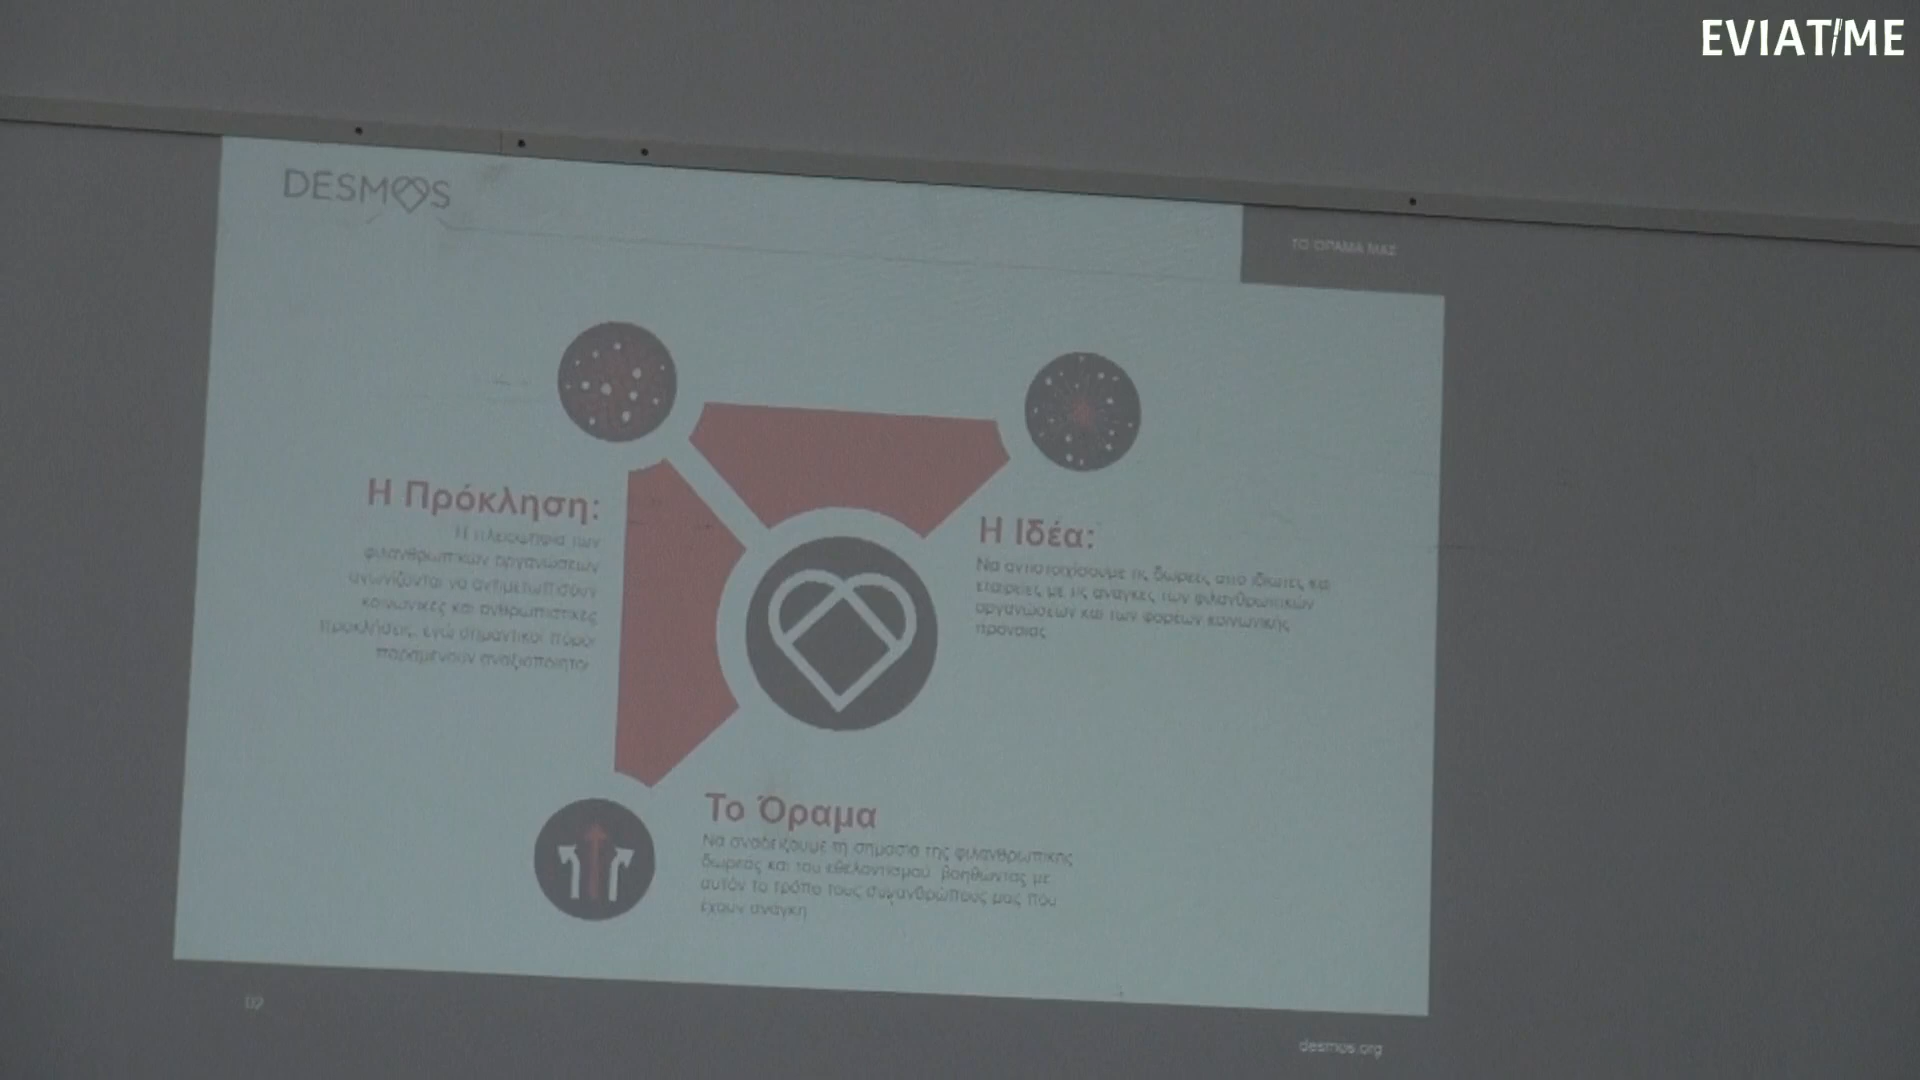 EVIATIME
DESMOS
ΤΟ ΌΡΑΜΑ ΜΑΣ
Η Πρόκληση:
Η πλειοψηφία των
φιλανθρωπικών οργανώσεων
αγωνίζονται να αντιμετωπίσουν
κοινωνικές και ανθρωπιστικές
προκλήσεις, ενώ σημαντικοί πόροι
παραμένουν αναξιοποίητοι
Η Ιδέα:
Να αντιστοιχίσουμε τις δωρεές από ιδιώτες και
εταιρείες με τις ανάγκες των φιλανθρωπικών
οργανώσεων και των φορέων κοινωνικής
πρόνοιας
Το Όραμα
Να αναδείξουμε τη σημασία της φιλανθρωπικής
δωρεάς και του εθελοντισμού, βοηθώντας με
αυτόν το τρόπο τους συνανθρώπους μας που
έχουν ανάγκη
02
desmos.org